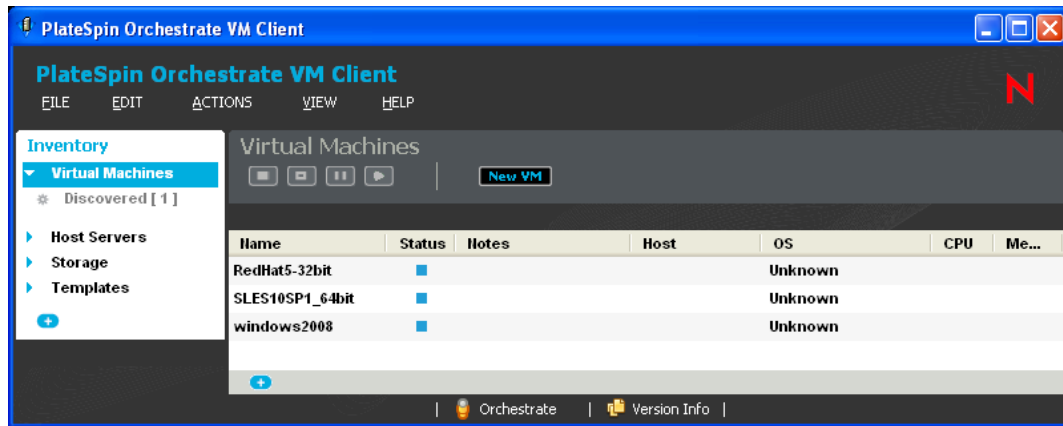 PlateSpin Orchestrate VM Client
PlateSpin Orchestrate VM Client
FILE EDIT ACTIONS VIEW HELP
N
Inventory
Virtual Machines
Discovered [ 1 ]
Host Servers
Storage
Templates
Virtual Machines
New VM
Name Status Notes Host OS CPU Me...
RedHat5-32bit Unknown
SLES10SP1_64bit Unknown
windows2008 Unknown
Orchestrate | Version Info |